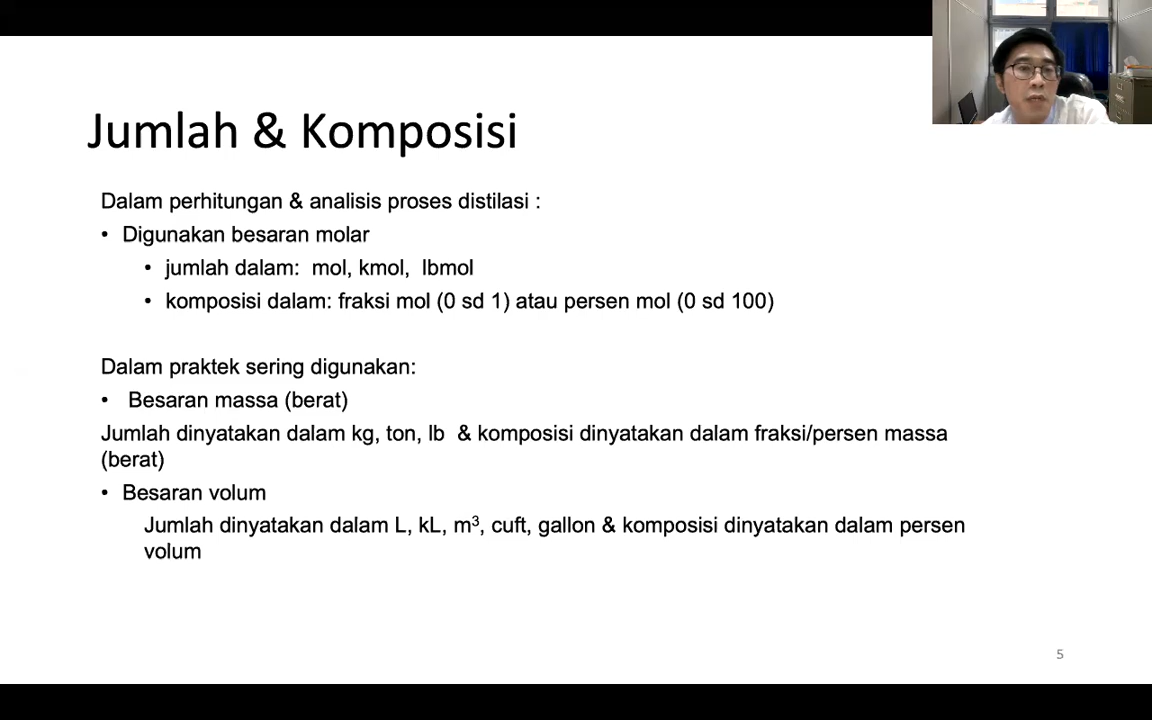 Jumlah & Komposisi
Dalam perhitungan & analisis proses distilasi :
• Digunakan besaran molar
• jumlah dalam: mol, kmol, lbmol
• komposisi dalam: fraksi mol (0 sd 1) atau persen mol (0 sd 100)
Dalam praktek sering digunakan:
• Besaran massa (berat)
Jumlah dinyatakan dalam kg, ton, lb & komposisi dinyatakan dalam fraksi/persen massa
(berat)
• Besaran volum
Jumlah dinyatakan dalam L, kL, m³, cuft, gallon & komposisi dinyatakan dalam persen
volum
5